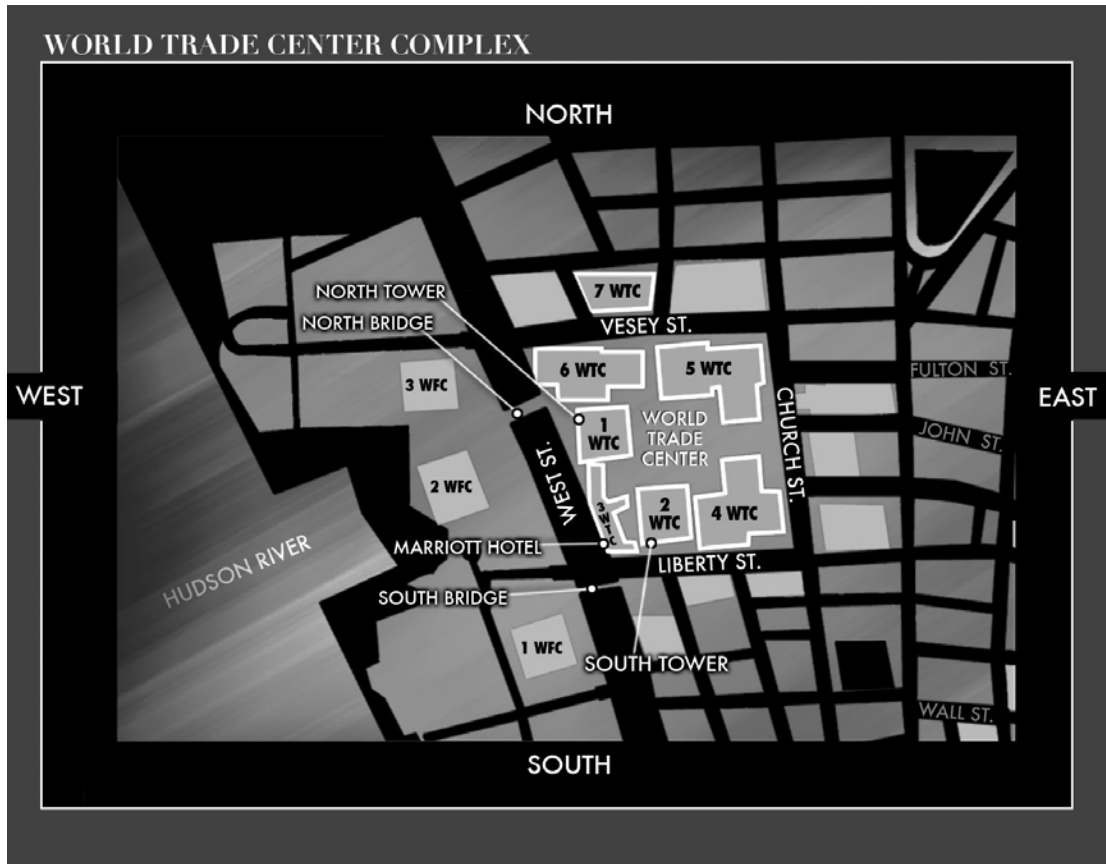 WORLD TRADE CENTER COMPLEX
NORTH
NORTH TOWER
7 WTC
NORTH BRIDGE
VESEY ST.
6 WTC
5 WTC
FULTON ST.
3 WFC
WEST
EAST
1
WTC
WORLD
TRADE
CENTER
CHURCH ST.
JOHN ST.
WEST ST.
2 WFC
3 WTC
2
WTC
4 WTC
MARRIOTT HOTEL
LIBERTY ST.
HUDSON RIVER
SOUTH BRIDGE
1 WFC
SOUTH TOWER
WALL ST.
SOUTH